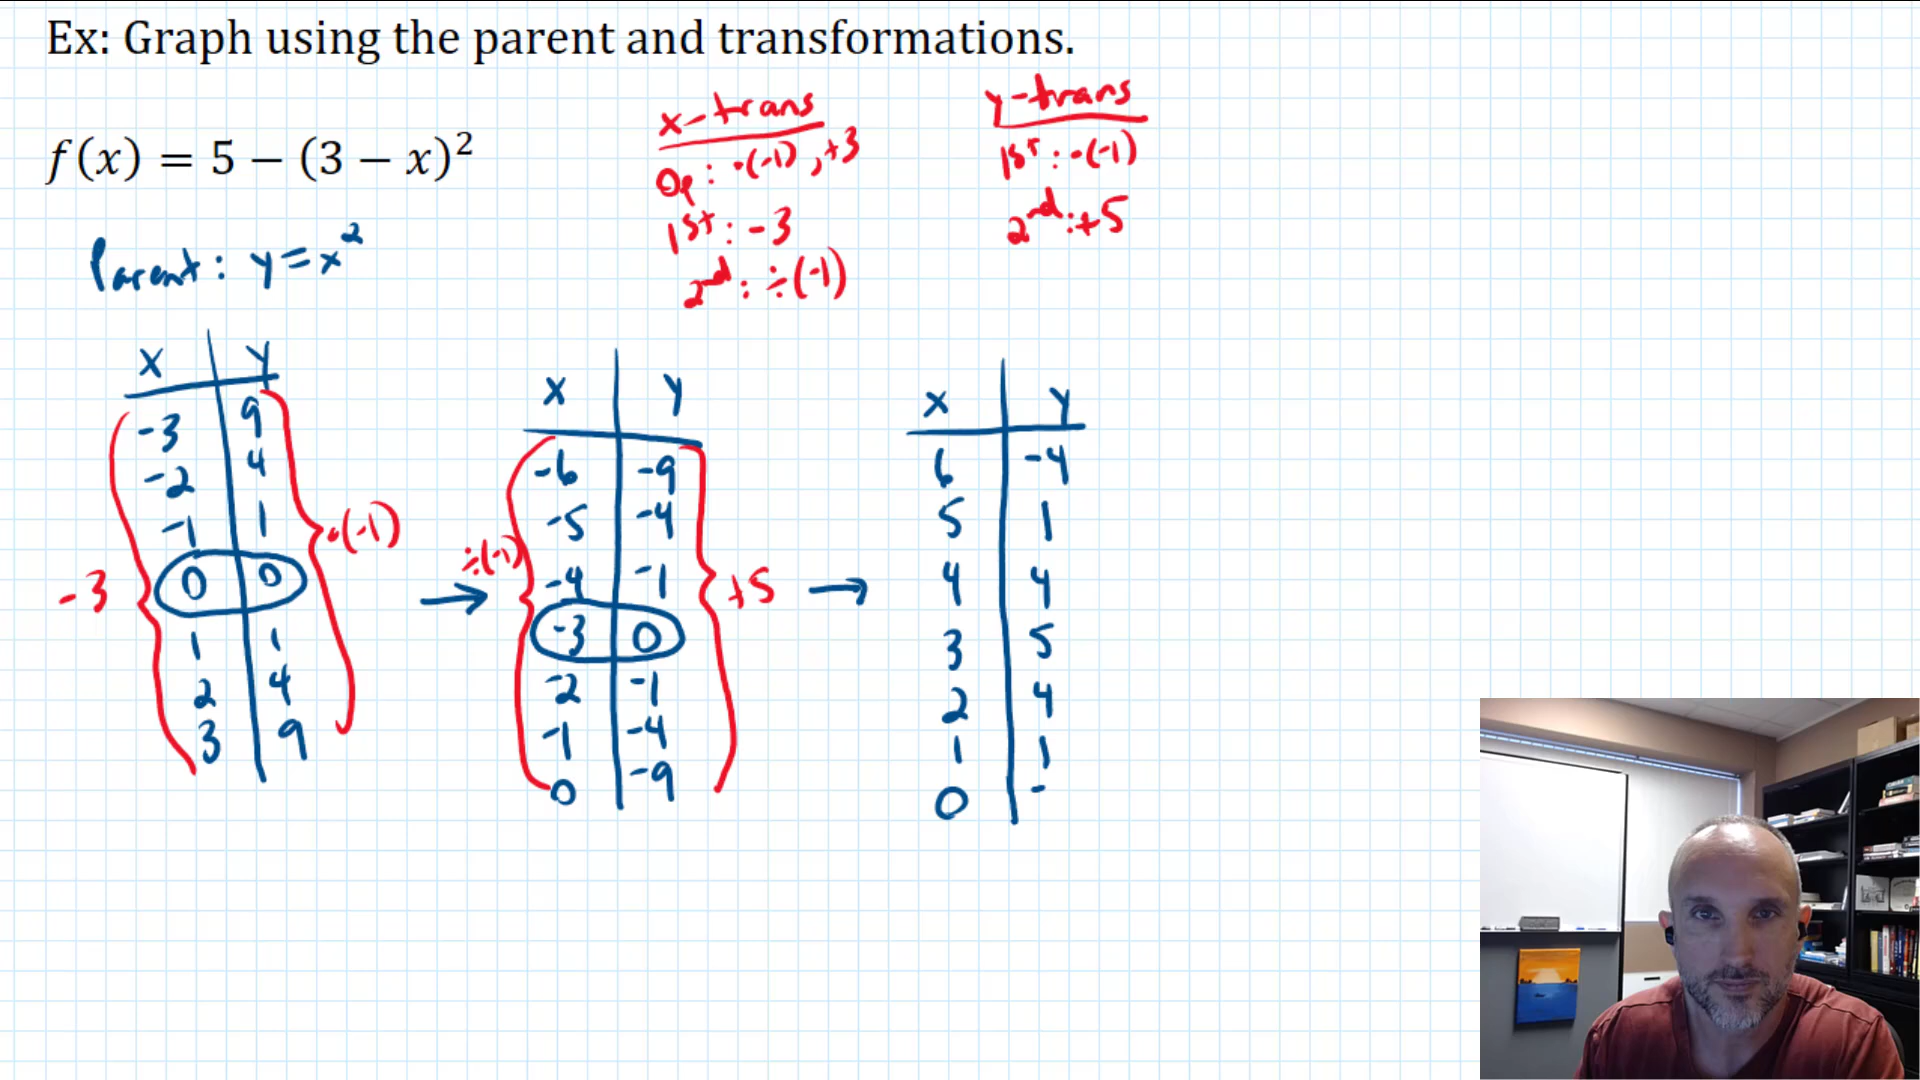 Ex: Graph using the parent and transformations.
f(x) = 5 − (3 − x)²
Parent: y=x²
x-trans
Op: ·(-1), +3
1st: -3
2nd: ÷(-1)
y-trans
1st: ·(-1)
2nd: +5
x y
-3 9
-2 4
-1 1
0 0
1 1
2 4
3 9
-3
·(-1)
→
x y
-6 -9
-5 -4
-4 -1
-3 0
-2 -1
-1 -4
0 -9
÷(-1)
+5
→
x y
6 -4
5 1
4 4
3 5
2 4
1 1
0 -